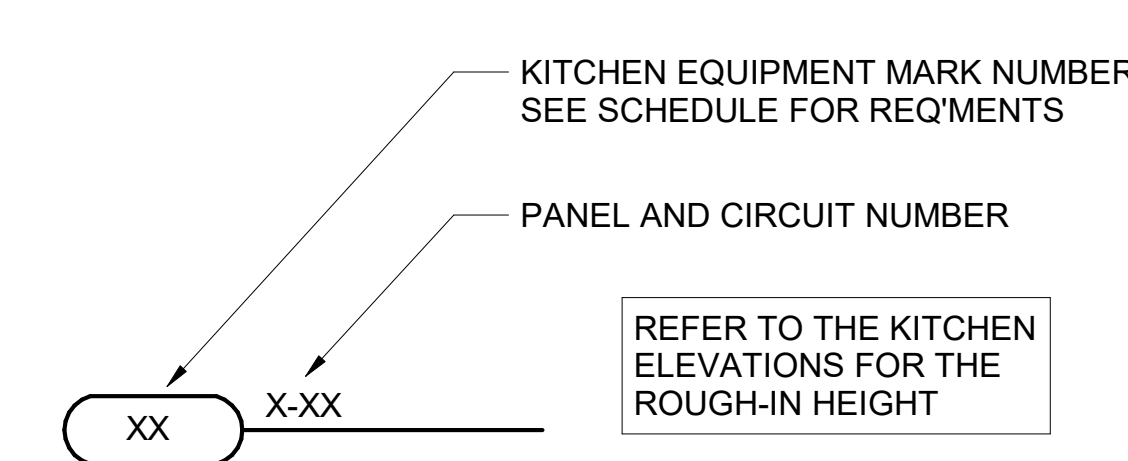 KITCHEN EQUIPMENT MARK NUMBER
SEE SCHEDULE FOR REQ'MENTS
PANEL AND CIRCUIT NUMBER
REFER TO THE KITCHEN
ELEVATIONS FOR THE
ROUGH-IN HEIGHT
X-XX
XX